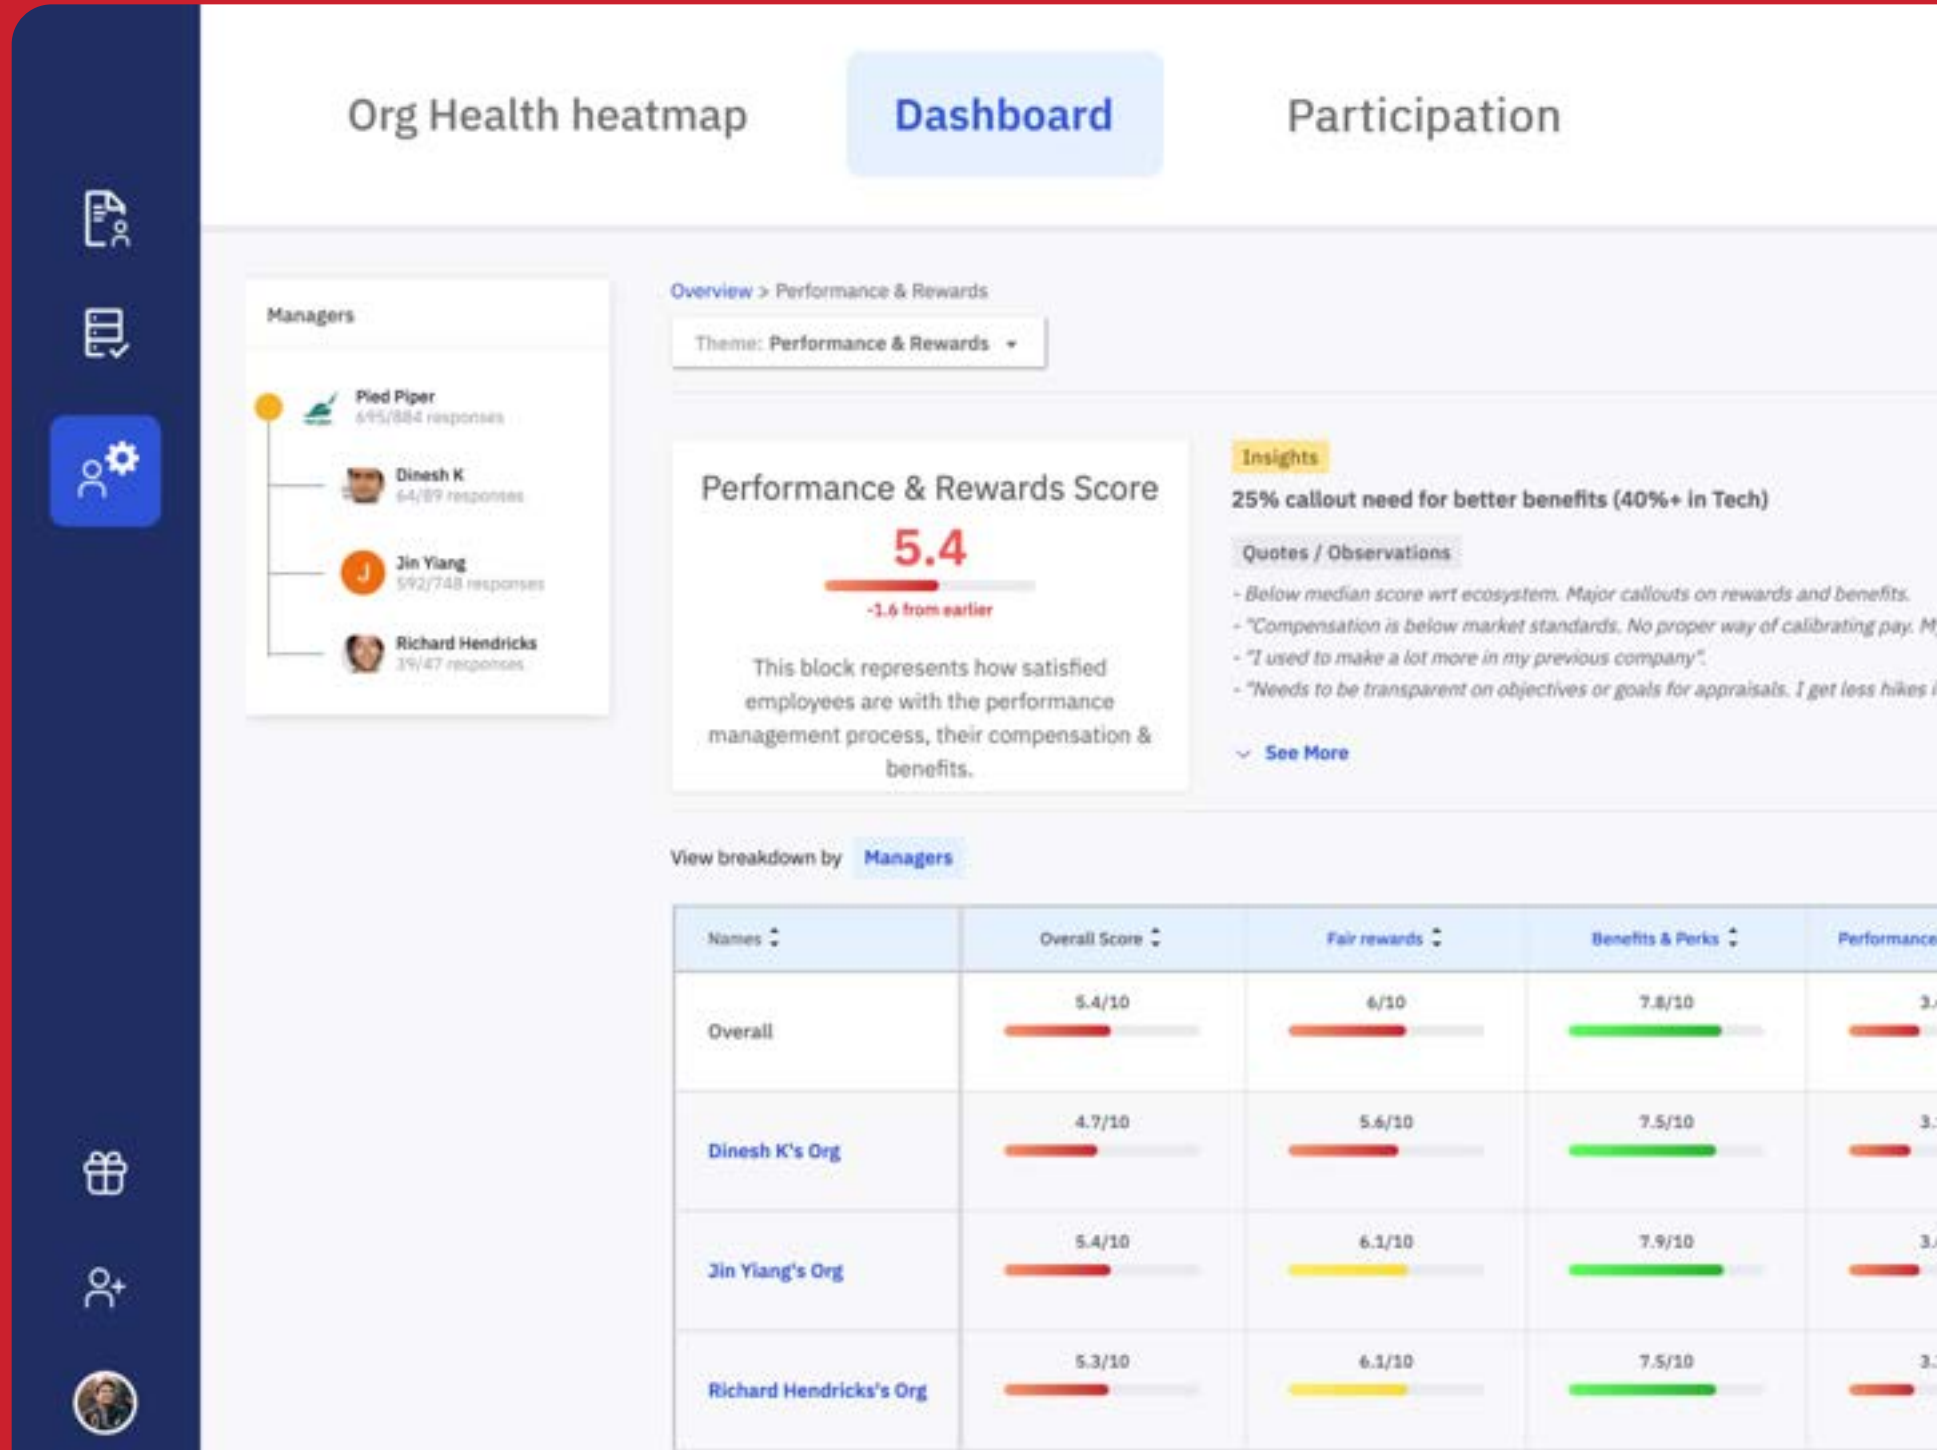 Org Health heatmap
Dashboard
Participation
Managers
Pied Piper
695/884 responses
Dinesh K
64/89 responses
J
Jin Yiang
592/748 responses
Richard Hendricks
39/47 responses
Overview > Performance & Rewards
Theme: Performance & Rewards
Performance & Rewards Score
5.4
-1.6 from earlier
This block represents how satisfied
employees are with the performance
management process, their compensation &
benefits.
Insights
25% callout need for better benefits (40%+ in Tech)
Quotes / Observations
- Below median score wrt ecosystem. Major callouts on rewards and benefits.
- "Compensation is below market standards. No proper way of calibrating pay.
- "I used to make a lot more in my previous company".
- "Needs to be transparent on objectives or goals for appraisals. I get less hikes
See More
View breakdown by Managers
Names Overall Score Fair rewards Benefits & Perks Performance
Overall 5.4/10 6/10 7.8/10
Dinesh K's Org 4.7/10 5.6/10 7.5/10
Jin Yiang's Org 5.4/10 6.1/10 7.9/10
Richard Hendricks's Org 5.3/10 6.1/10 7.5/10